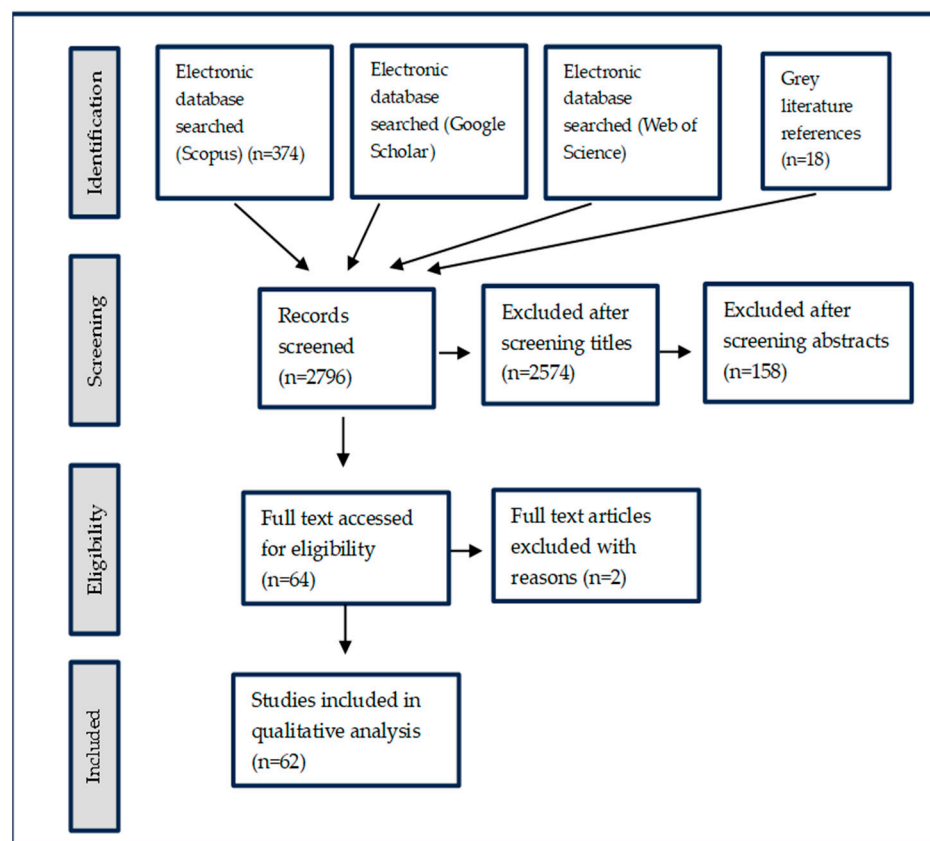 Identification
Electronic
database
searched
(Scopus) (n=374)
Electronic
database
searched (Google
Scholar)
Electronic
database
searched (Web of
Science)
Grey
literature
references
(n=18)
Screening
Records
screened
(n=2796)
Excluded after
screening titles
(n=2574)
Excluded after
screening abstracts
(n=158)
Eligibility
Full text accessed
for eligibility
(n=64)
Full text articles
excluded with
reasons (n=2)
Included
Studies included in
qualitative analysis
(n=62)